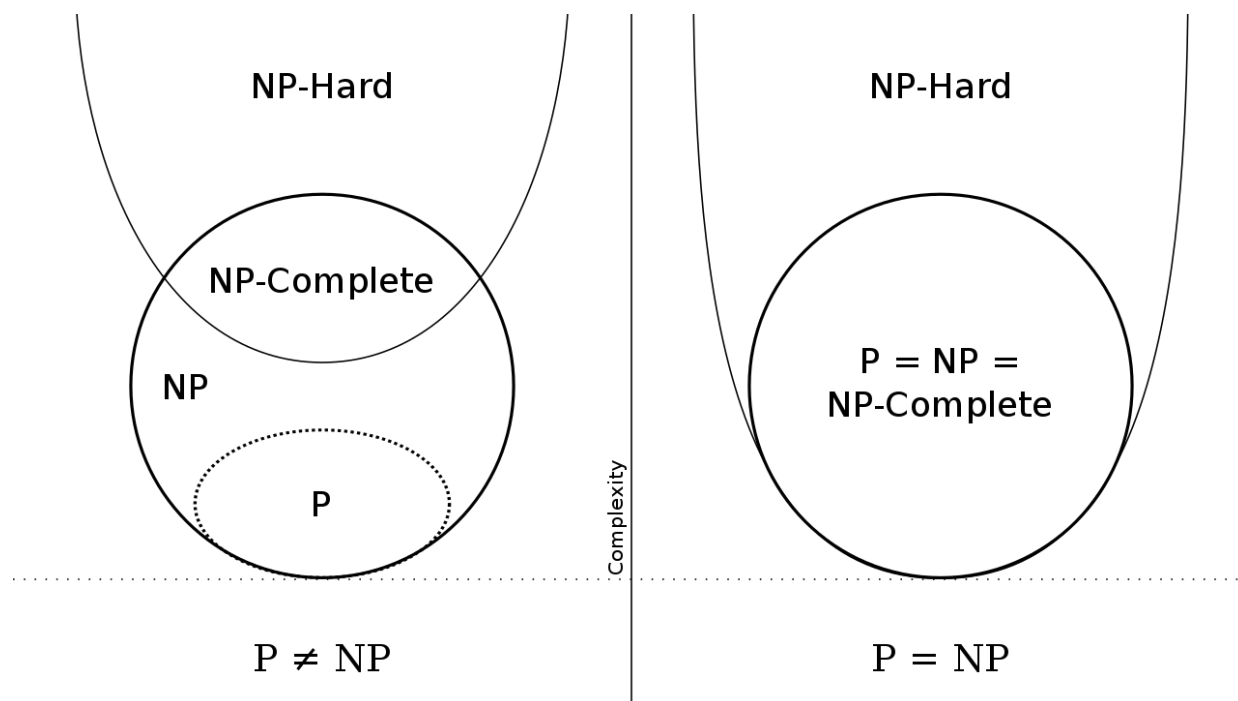 NP-Hard
NP-Complete
NP
P
P ≠ NP
Complexity
NP-Hard
P = NP =
NP-Complete
P = NP